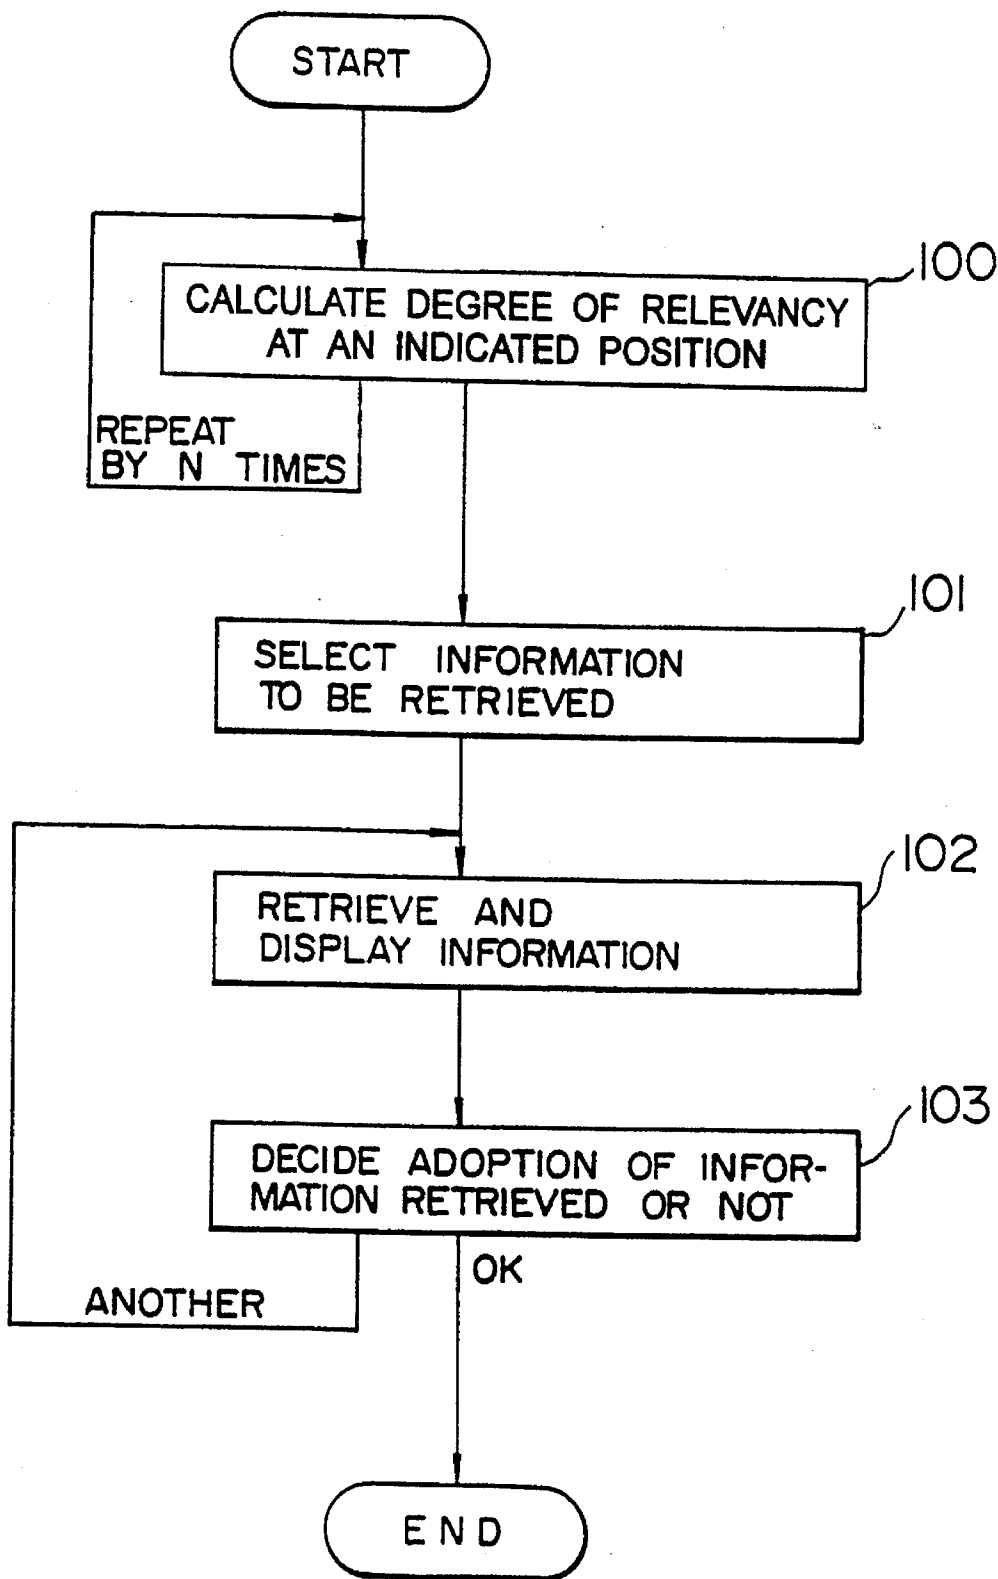 START
100
CALCULATE DEGREE OF RELEVANCY
AT AN INDICATED POSITION
REPEAT
BY N TIMES
101
SELECT INFORMATION
TO BE RETRIEVED
102
RETRIEVE AND
DISPLAY INFORMATION
103
DECIDE ADOPTION OF INFOR-
MATION RETRIEVED OR NOT
OK
ANOTHER
END